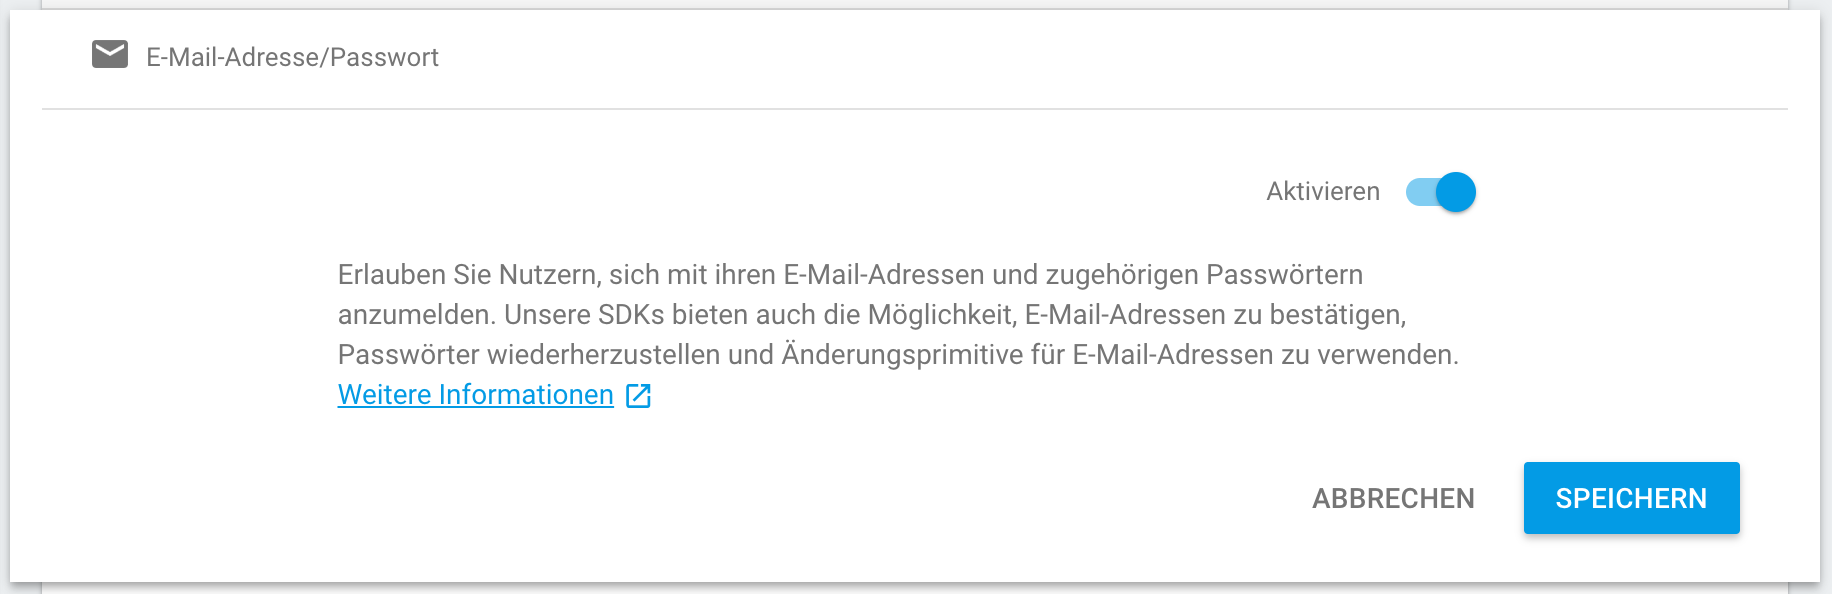 E-Mail-Adresse/Passwort
Aktivieren
Erlauben Sie Nutzern, sich mit ihren E-Mail-Adressen und zugehörigen Passwörtern
anzumelden. Unsere SDKs bieten auch die Möglichkeit, E-Mail-Adressen zu bestätigen,
Passwörter wiederherzustellen und Änderungsprimitive für E-Mail-Adressen zu verwenden.
Weitere Informationen
ABBRECHEN SPEICHERN